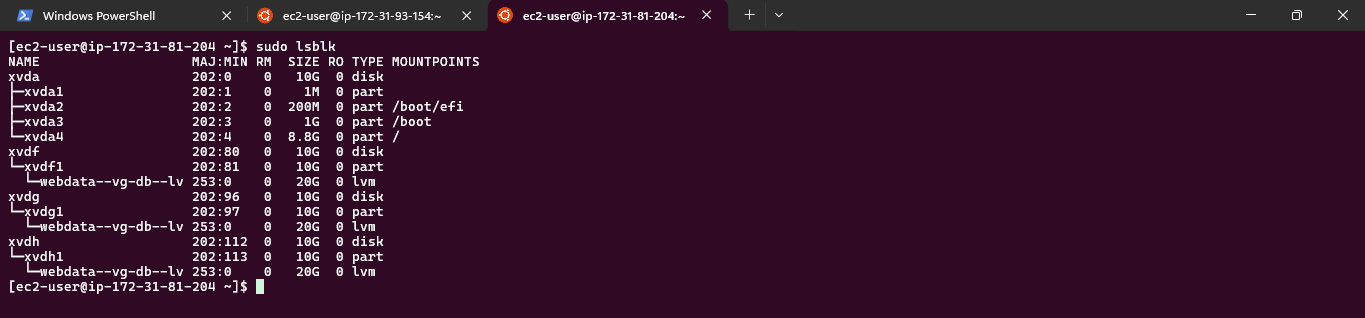 Windows PowerShell
ec2-user@ip-172-31-93-154:~
ec2-user@ip-172-31-81-204:~
[ec2-user@ip-172-31-81-204 ~]$ sudo lsblk
NAME                   MAJ:MIN RM  SIZE RO TYPE MOUNTPOINTS
xvda                   202:0    0   10G  0 disk
├─xvda1                202:1    0    1M  0 part
├─xvda2                202:2    0  200M  0 part /boot/efi
├─xvda3                202:3    0    1G  0 part /boot
└─xvda4                202:4    0  8.8G  0 part /
xvdf                   202:80   0   10G  0 disk
└─xvdf1                202:81   0   10G  0 part
  └─webdata--vg-db--lv 253:0    0   20G  0 lvm
xvdg                   202:96   0   10G  0 disk
└─xvdg1                202:97   0   10G  0 part
  └─webdata--vg-db--lv 253:0    0   20G  0 lvm
xvdh                   202:112  0   10G  0 disk
└─xvdh1                202:113  0   10G  0 part
  └─webdata--vg-db--lv 253:0    0   20G  0 lvm
[ec2-user@ip-172-31-81-204 ~]$